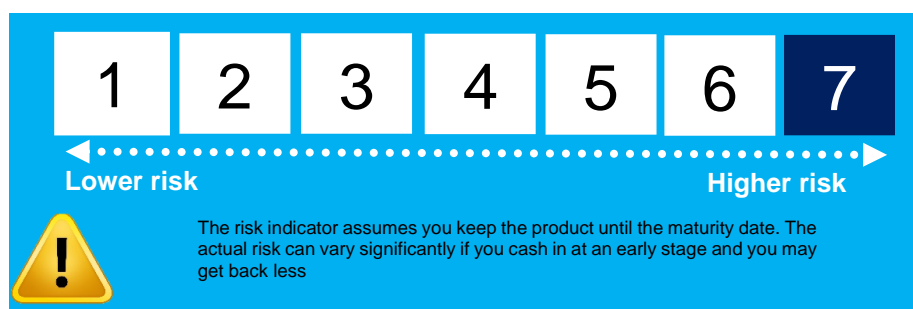 1 2 3 4 5 6 7
Lower risk Higher risk
The risk indicator assumes you keep the product until the maturity date. The
actual risk can vary significantly if you cash in at an early stage and you may
get back less